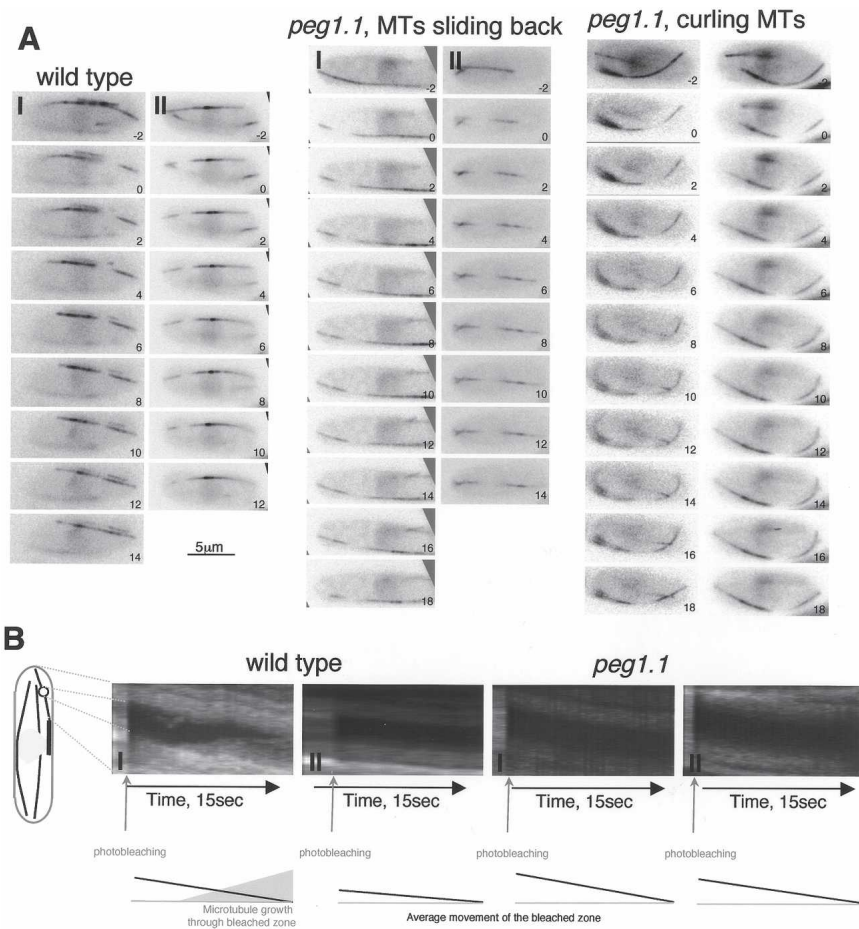 A
wild type
peg1.1, MTs sliding back
peg1.1, curling MTs
I
-2
0
2
4
6
8
10
12
14
II
-2
0
2
4
6
8
10
12
5µm
I
-2
0
2
4
6
8
10
12
14
16
18
II
-2
0
2
4
6
8
10
12
14
-2
0
2
4
6
8
10
12
14
16
18
-2
0
2
4
6
8
10
12
14
16
18
B
wild type
peg1.1
I
II
I
II
Time, 15sec
Time, 15sec
Time, 15sec
Time, 15sec
photobleaching
photobleaching
photobleaching
photobleaching
Microtubule growth
through bleached zone
Average movement of the bleached zone